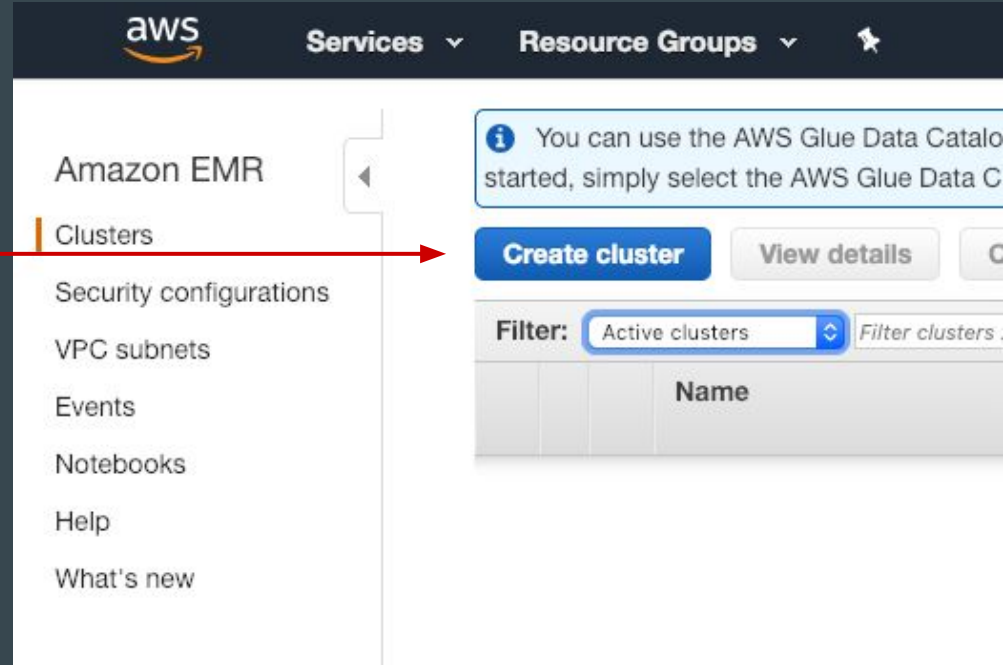 aws
Services
Resource Groups
Amazon EMR
Clusters
Security configurations
VPC subnets
Events
Notebooks
Help
What's new
You can use the AWS Glue Data Catalo
started, simply select the AWS Glue Data C
Create cluster
View details
C
Filter: Active clusters Filter clusters
Name